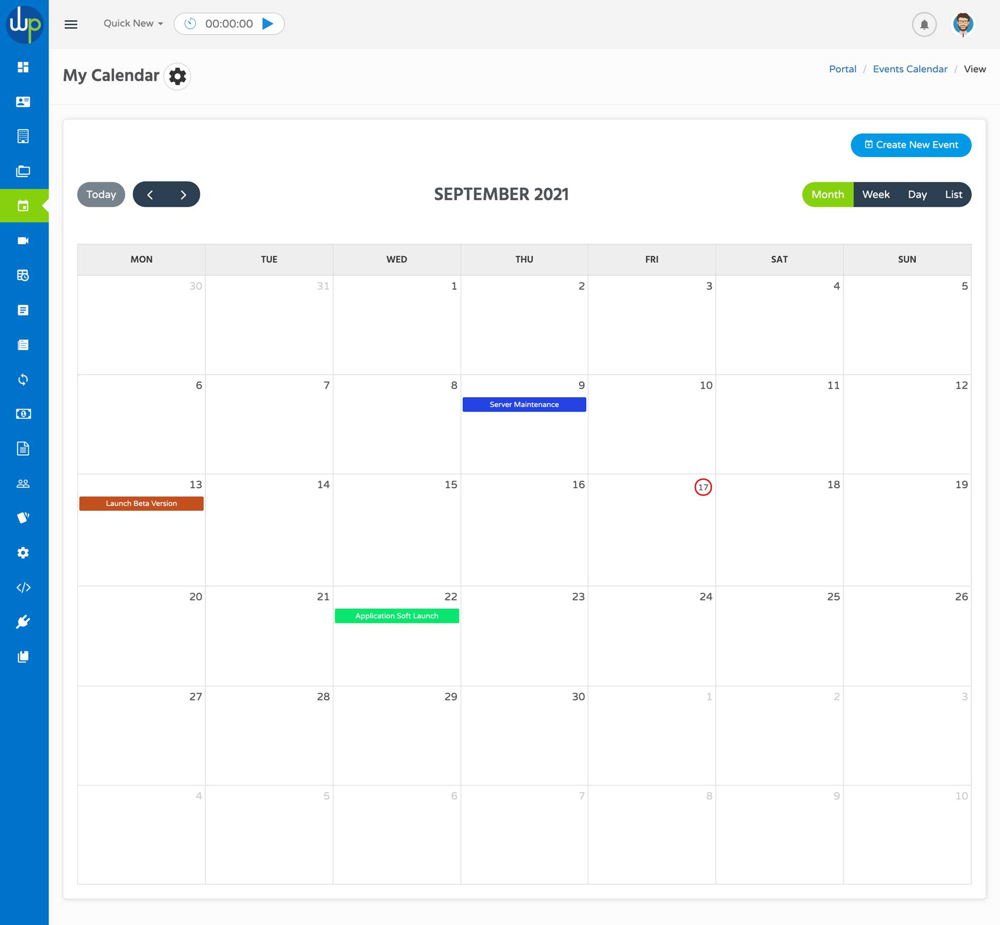 wp
Quick New
00:00:00
My Calendar
Portal / Events Calendar / View
Create New Event
Today
SEPTEMBER 2021
Month Week Day List
MON TUE WED THU FRI SAT SUN
30 31 1 2 3 4 5
6 7 8 9 10 11 12
Server Maintenance
13 14 15 16 17 18 19
Launch Beta Version
20 21 22 23 24 25 26
Application Soft Launch
27 28 29 30 1 2 3
4 5 6 7 8 9 10